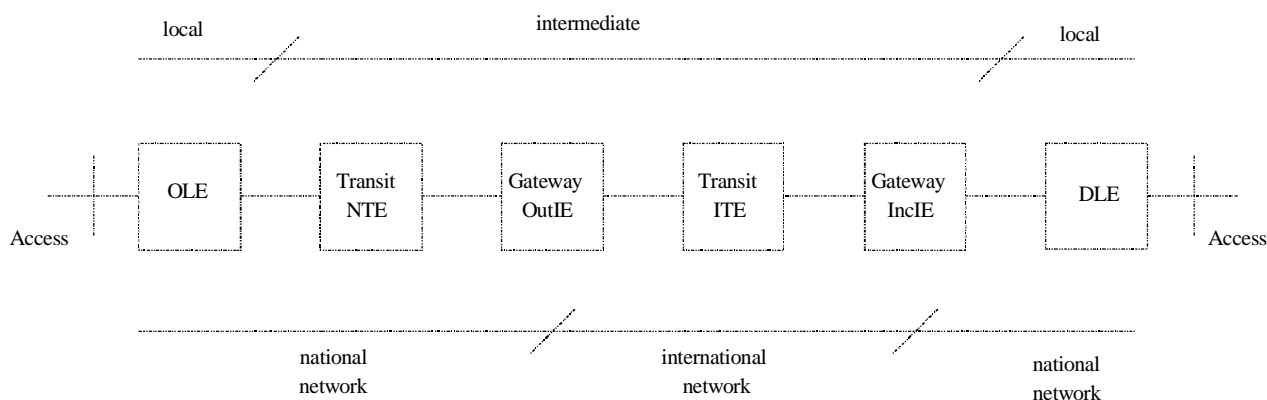 local
intermediate
local
OLE
Transit
NTE
Gateway
OutIE
Transit
ITE
Gateway
IncIE
DLE
Access
Access
national
network
international
network
national
network